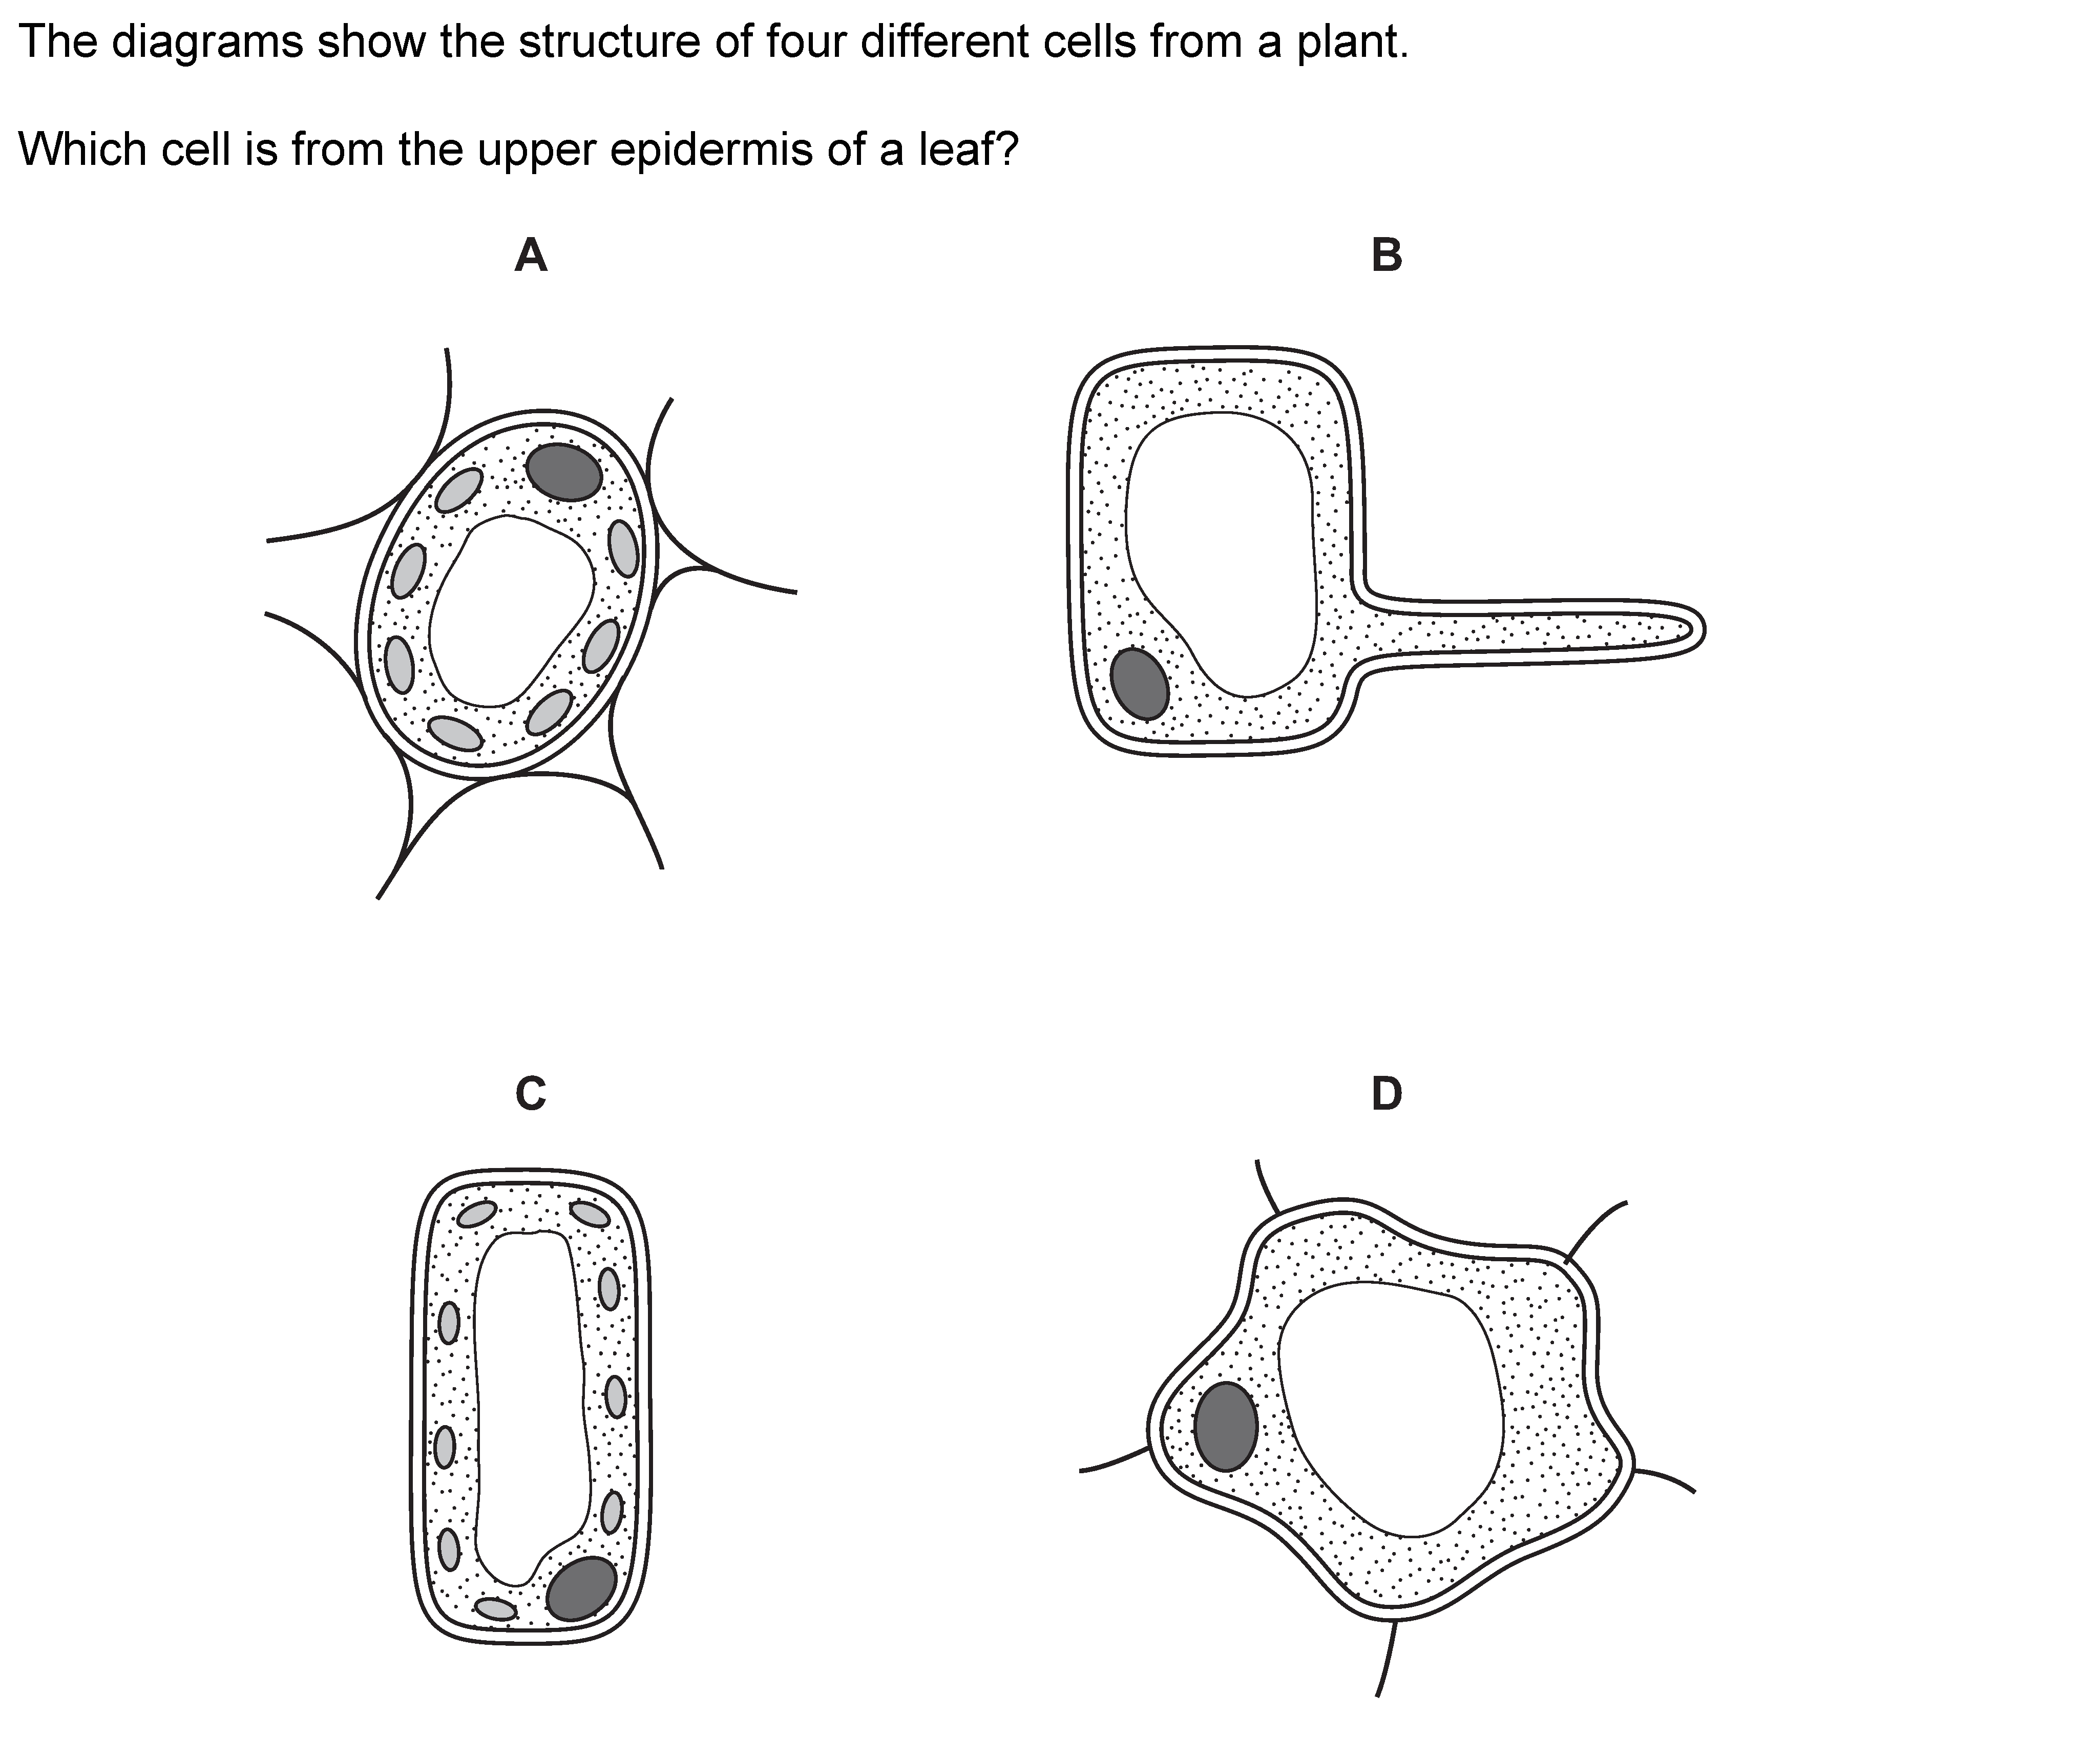 The diagrams show the structure of four different cells from a plant.
Which cell is from the upper epidermis of a leaf?
A
B
C
D